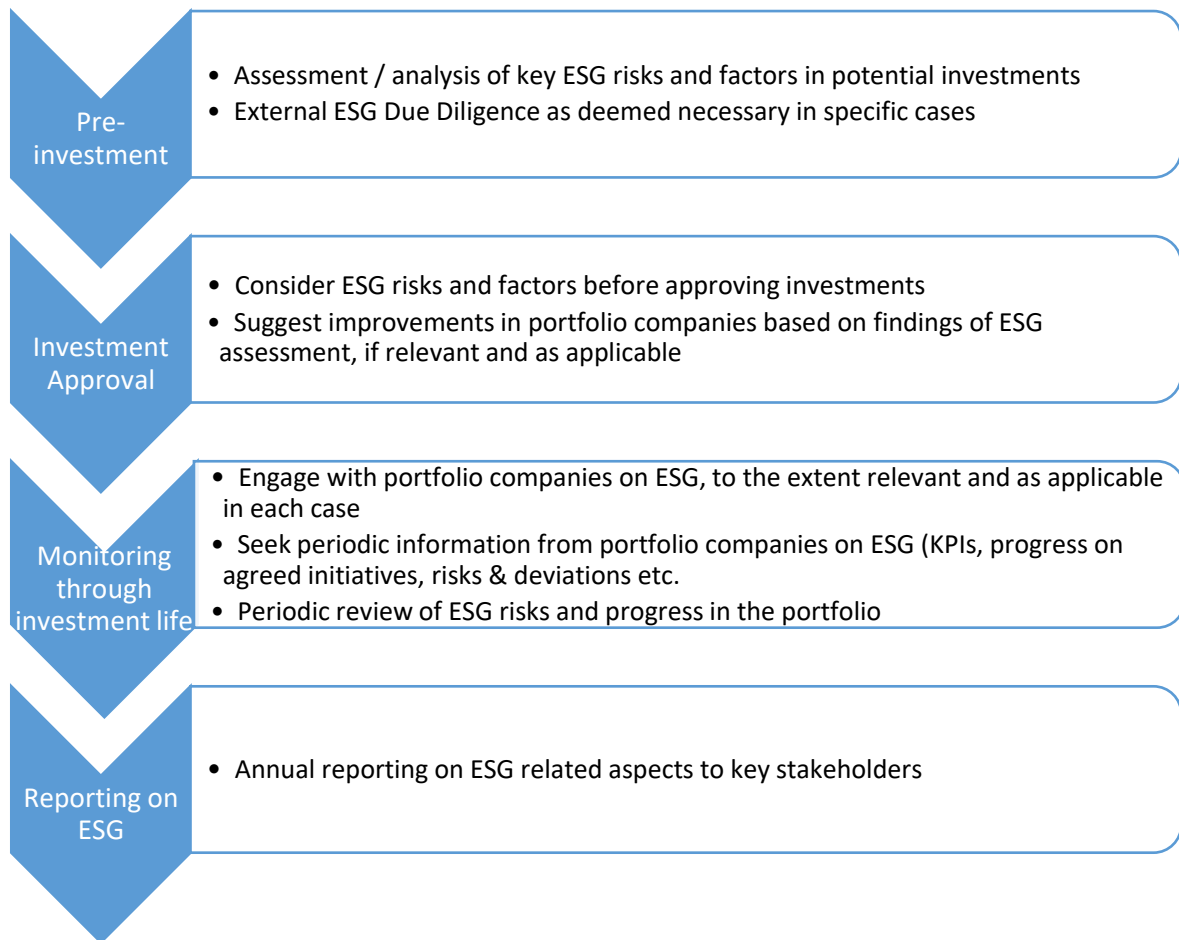 Pre-
investment
• Assessment / analysis of key ESG risks and factors in potential investments
• External ESG Due Diligence as deemed necessary in specific cases
Investment
Approval
• Consider ESG risks and factors before approving investments
• Suggest improvements in portfolio companies based on findings of ESG
assessment, if relevant and as applicable
Monitoring
through
investment life
• Engage with portfolio companies on ESG, to the extent relevant and as applicable
in each case
• Seek periodic information from portfolio companies on ESG (KPIs, progress on
agreed initiatives, risks & deviations etc.
• Periodic review of ESG risks and progress in the portfolio
Reporting on
ESG
• Annual reporting on ESG related aspects to key stakeholders